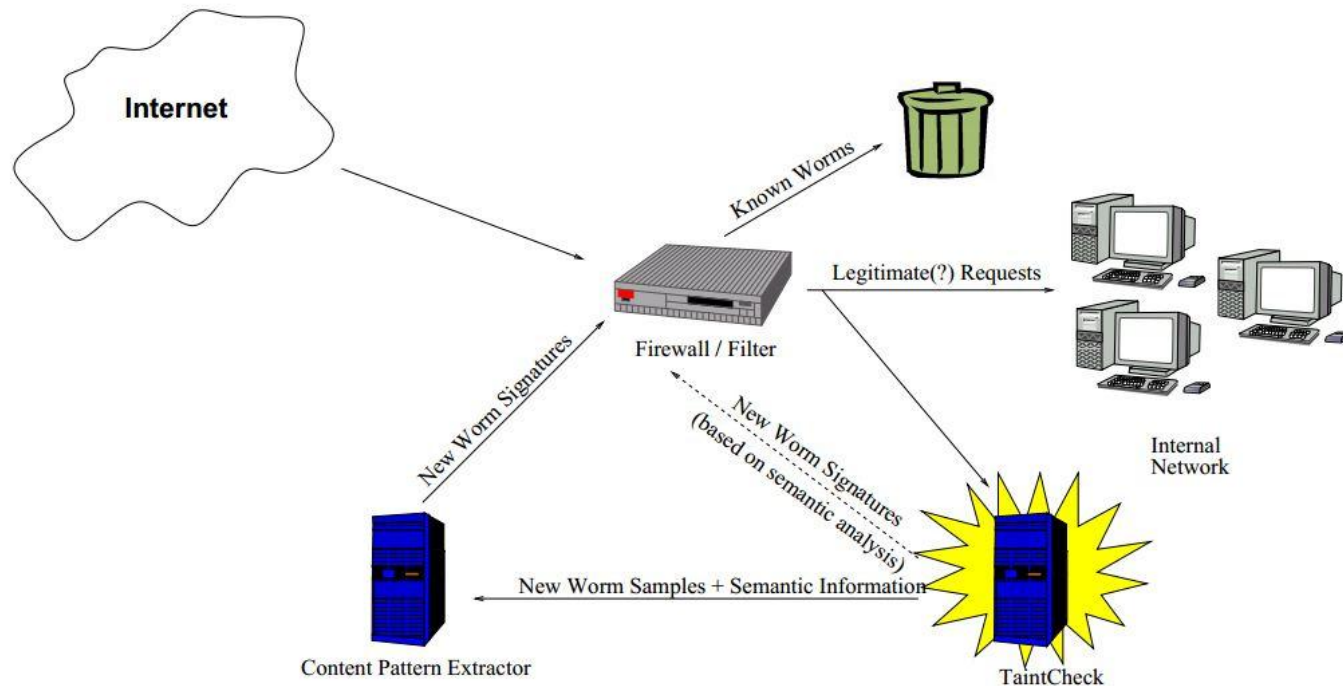 Internet
Known Worms
Legitimate(?) Requests
Firewall / Filter
New Worm Signatures
New Worm Signatures
(based on semantic analysis)
Internal
Network
New Worm Samples + Semantic Information
Content Pattern Extractor
TaintCheck